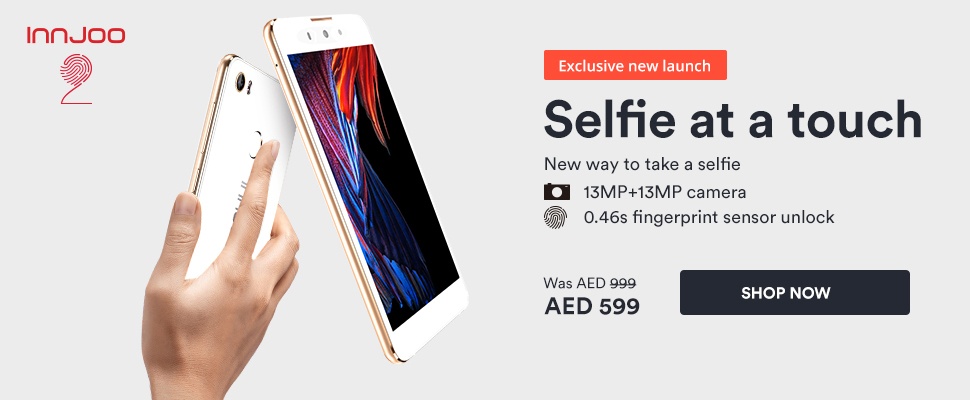 InnJoo
2
Exclusive new launch
Selfie at a touch
New way to take a selfie
13MP+13MP camera
0.46s fingerprint sensor unlock
Was AED 999
AED 599
SHOP NOW